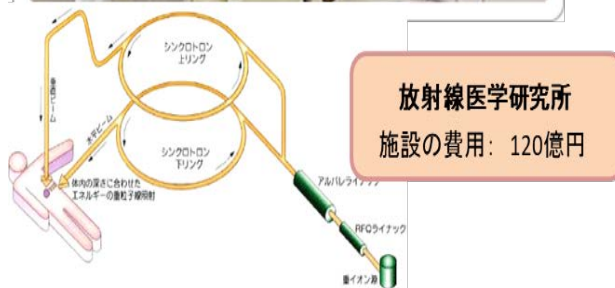 シンクロトロン
上リング
垂直ビーム
水平ビーム
シンクロトロン
下リング
体内の深さに合わせた
エネルギーの重粒子線照射
アルバレライナック
RFQライナック
重イオン源
放射線医学研究所
施設の費用: 120億円